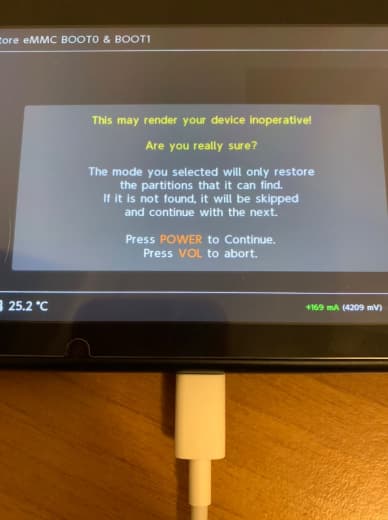 tore eMMC BOOT0 & BOOT1
This may render your device inoperative!
Are you really sure?
The mode you selected will only restore
the partitions that it can find.
If it is not found, it will be skipped
and continue with the next.
Press POWER to Continue.
Press VOL to abort.
25.2 °C
+169 mA (4209 mV)